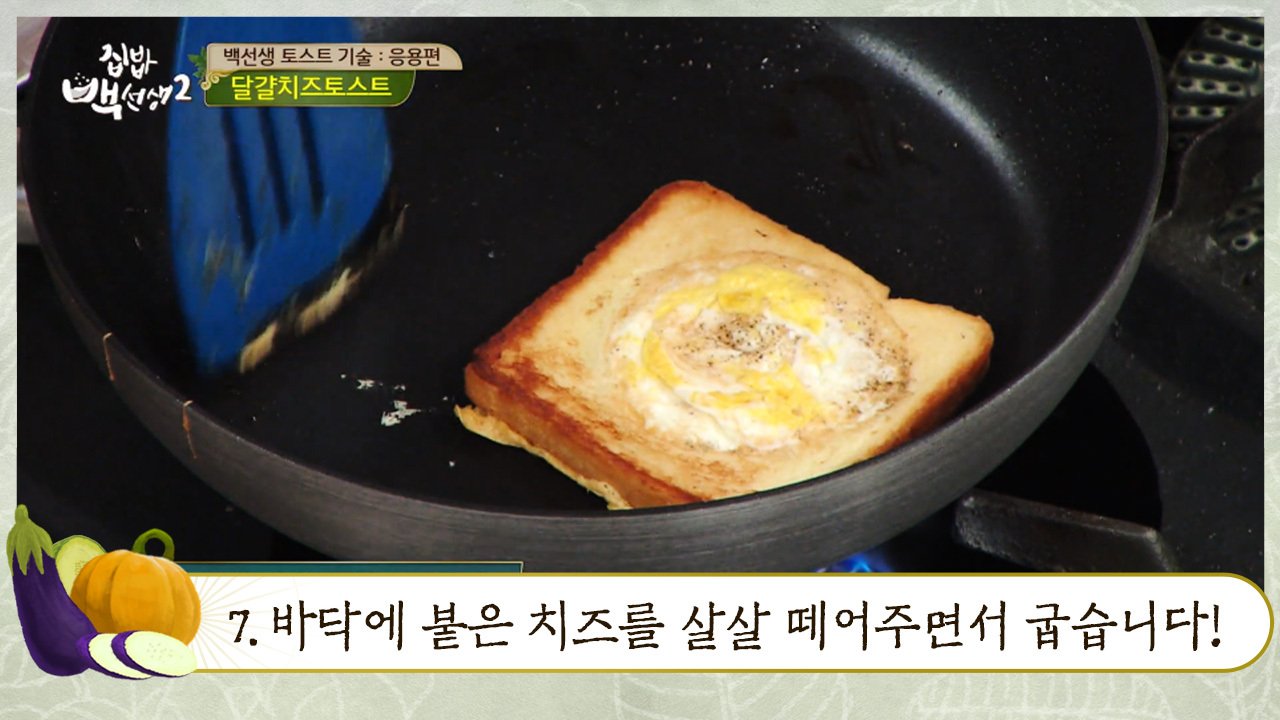 집밥
백선생2
백선생 토스트 기술 : 응용편
달걀치즈토스트
7. 바닥에 붙은 치즈를 살살 떼어주면서 굽습니다!